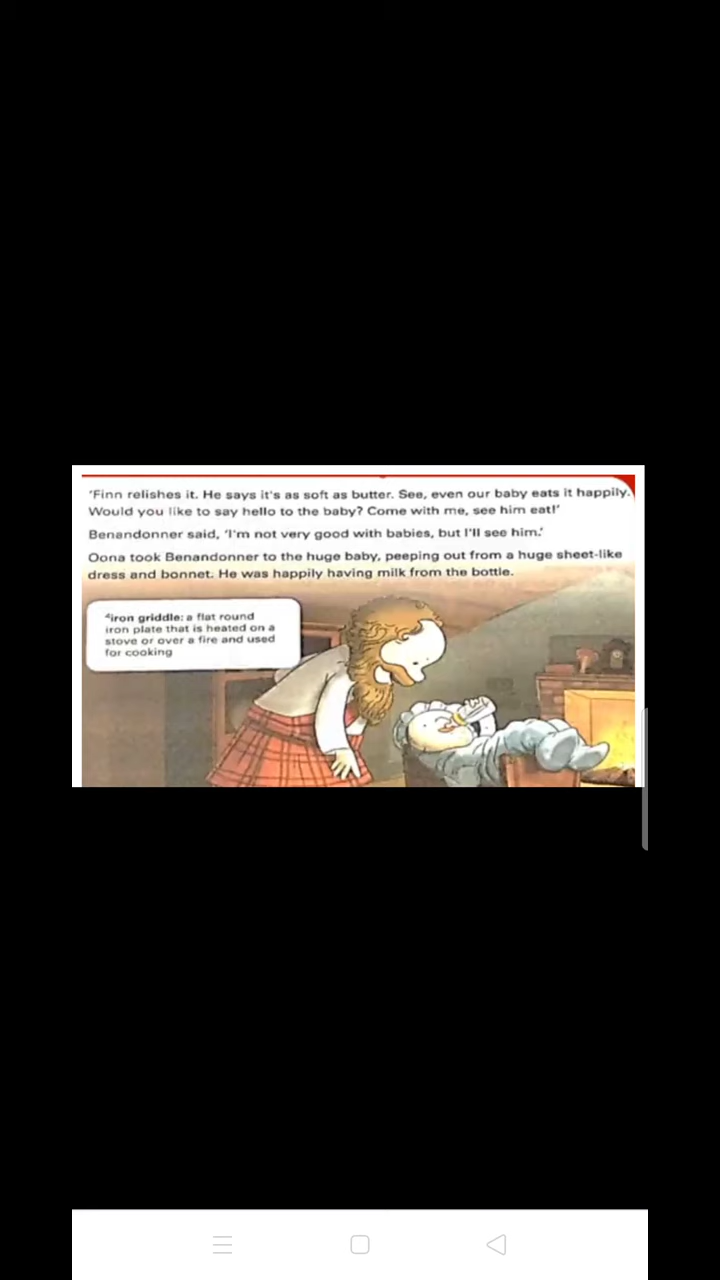 'Finn relishes it. He says it's as soft as butter. See, even our baby eats it happily.
Would you like to say hello to the baby? Come with me, see him eat!'
Benandonner said, 'I'm not very good with babies, but I'll see him.'
Oona took Benandonner to the huge baby, peeping out from a huge sheet-like
dress and bonnet. He was happily having milk from the bottle.
*iron griddle: a flat round
iron plate that is heated on a
stove or over a fire and used
for cooking